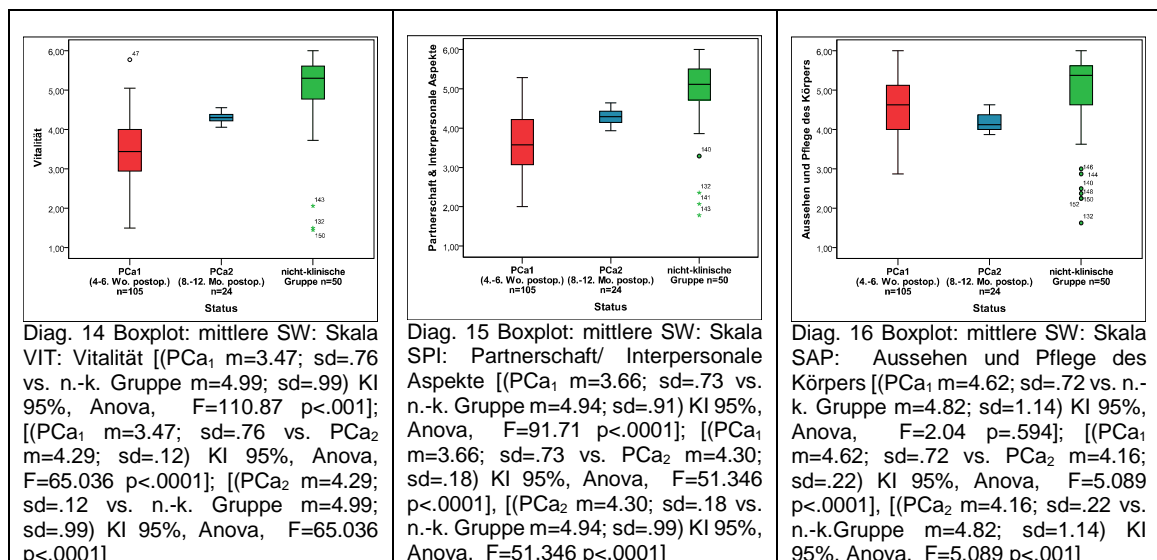 6,00
5,00
4,00
3,00
2,00
1,00
Vitalität
47
143
132
150
PCa1
(4.-6. Wo. postop.)
n=105
PCa2
(8.-12. Mo. postop.)
n=24
nicht-klinische
Gruppe n=50
Status
Diag. 14 Boxplot: mittlere SW: Skala
VIT: Vitalität [(PCa1 m=3.47; sd=.76
vs. n.-k. Gruppe m=4.99; sd=.99) KI
95%, Anova, F=110.87 p<.001];
[(PCa1 m=3.47; sd=.76 vs. PCa2
m=4.29; sd=.12) KI 95%, Anova,
F=65.036 p<.0001]; [(PCa2 m=4.29;
sd=.12 vs. n.-k. Gruppe m=4.99;
sd=.99) KI 95%, Anova, F=65.036
p<.0001]
6,00
5,00
4,00
3,00
2,00
1,00
Partnerschaft & Interpersonale Aspekte
140
132
141
143
PCa1
(4.-6. Wo. postop.)
n=105
PCa2
(8.-12. Mo. postop.)
n=24
nicht-klinische
Gruppe n=50
Status
Diag. 15 Boxplot: mittlere SW: Skala
SPI: Partnerschaft/ Interpersonale
Aspekte [(PCa1 m=3.66; sd=.73 vs.
n.-k. Gruppe m=4.94; sd=.91) KI 95%,
Anova, F=91.71 p<.0001]; [(PCa1
m=3.66; sd=.73 vs. PCa2 m=4.30;
sd=.18) KI 95%, Anova, F=51.346
p<.0001], [(PCa2 m=4.30; sd=.18 vs.
n.-k. Gruppe m=4.94; sd=.99) KI 95%,
Anova, F=51.346 p<.0001]
6,00
5,00
4,00
3,00
2,00
1,00
Aussehen und Pflege des Körpers
146
144
140
148
150
152
132
PCa1
(4.-6. Wo. postop.)
n=105
PCa2
(8.-12. Mo. postop.)
n=24
nicht-klinische
Gruppe n=50
Status
Diag. 16 Boxplot: mittlere SW: Skala
SAP: Aussehen und Pflege des
Körpers [(PCa1 m=4.62; sd=.72 vs. n.-
k. Gruppe m=4.82; sd=1.14) KI 95%,
Anova, F=2.04 p=.594]; [(PCa1
m=4.62; sd=.72 vs. PCa2 m=4.16;
sd=.22) KI 95%, Anova, F=5.089
p<.0001], [(PCa2 m=4.16; sd=.22 vs.
n.k.Gruppe m=4.82; sd=1.14) KI
95%, Anova, F=5.089 p<.001]